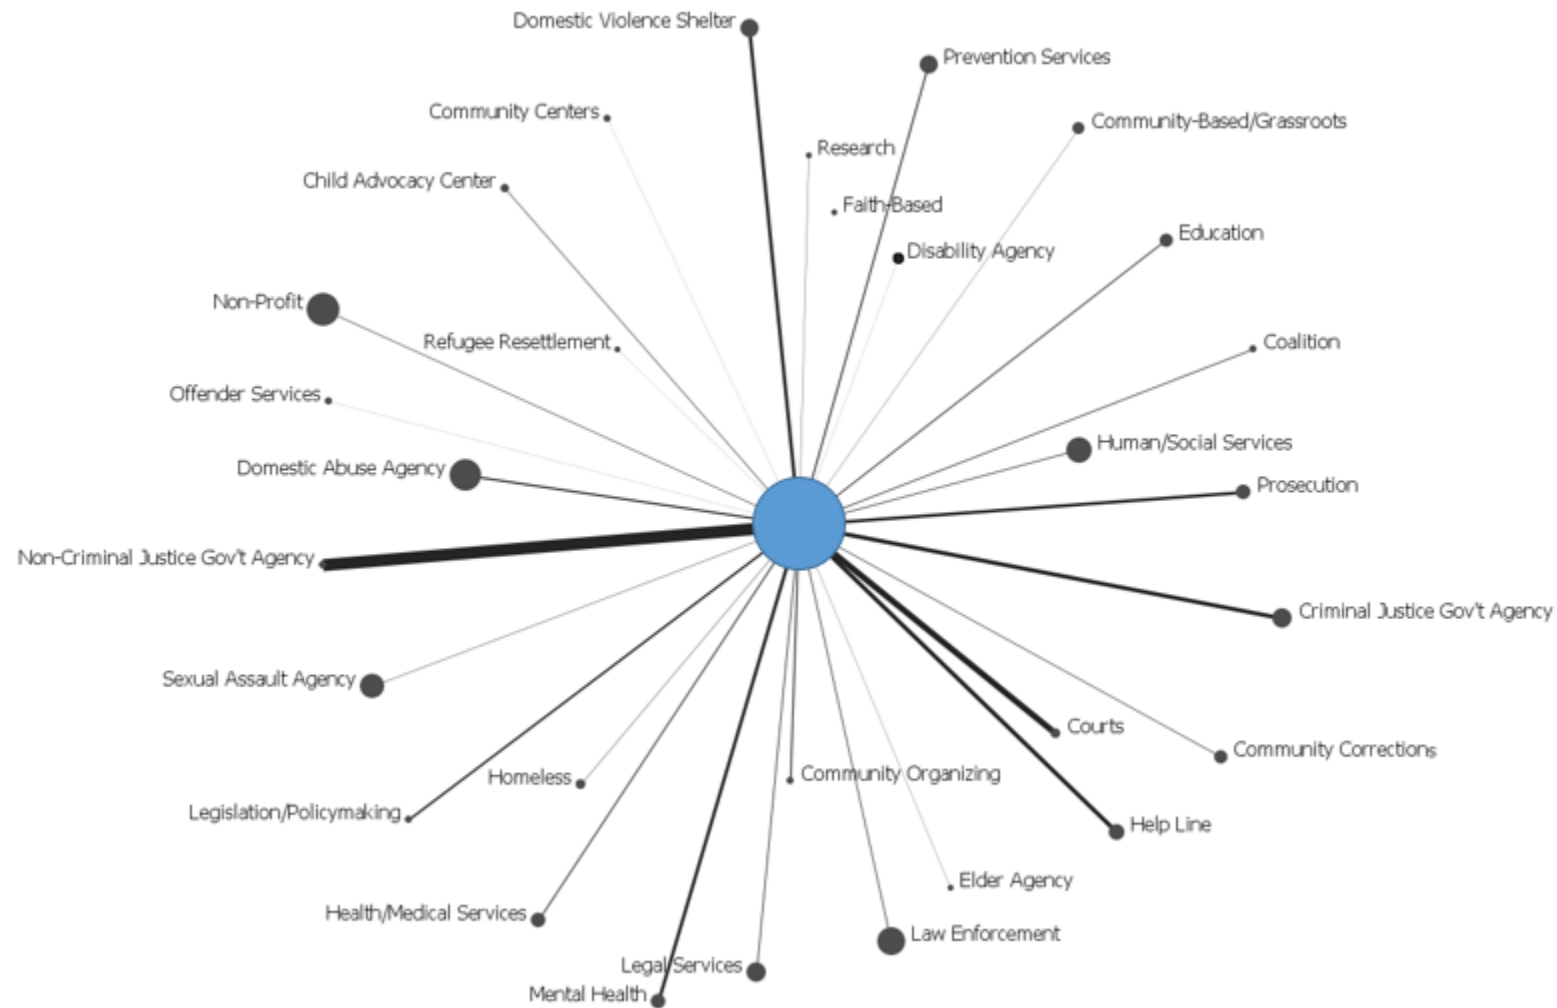 Domestic Violence Shelter
Prevention Services
Community Centers
Community-Based/Grassroots
Research
Child Advocacy Center
Faith-Based
Education
Disability Agency
Non-Profit
Refugee Resettlement
Coalition
Offender Services
Human/Social Services
Domestic Abuse Agency
Prosecution
Non-Criminal Justice Gov't Agency
Criminal Justice Gov't Agency
Sexual Assault Agency
Courts
Community Corrections
Homeless
Community Organizing
Legislation/Policymaking
Help Line
Elder Agency
Health/Medical Services
Law Enforcement
Legal Services
Mental Health